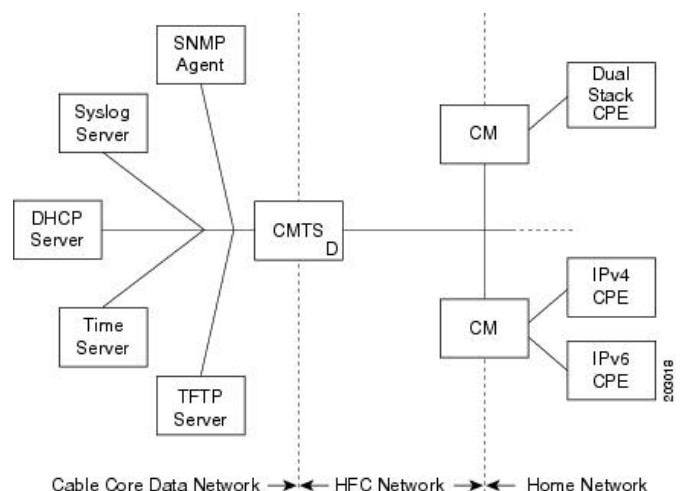 SNMP
Agent
Syslog
Server
DHCP
Server
Time
Server
TFTP
Server
CMTS
D
CM
Dual
Stack
CPE
CM
IPv4
CPE
IPv6
CPE
203018
Cable Core Data Network
HFC Network
Home Network